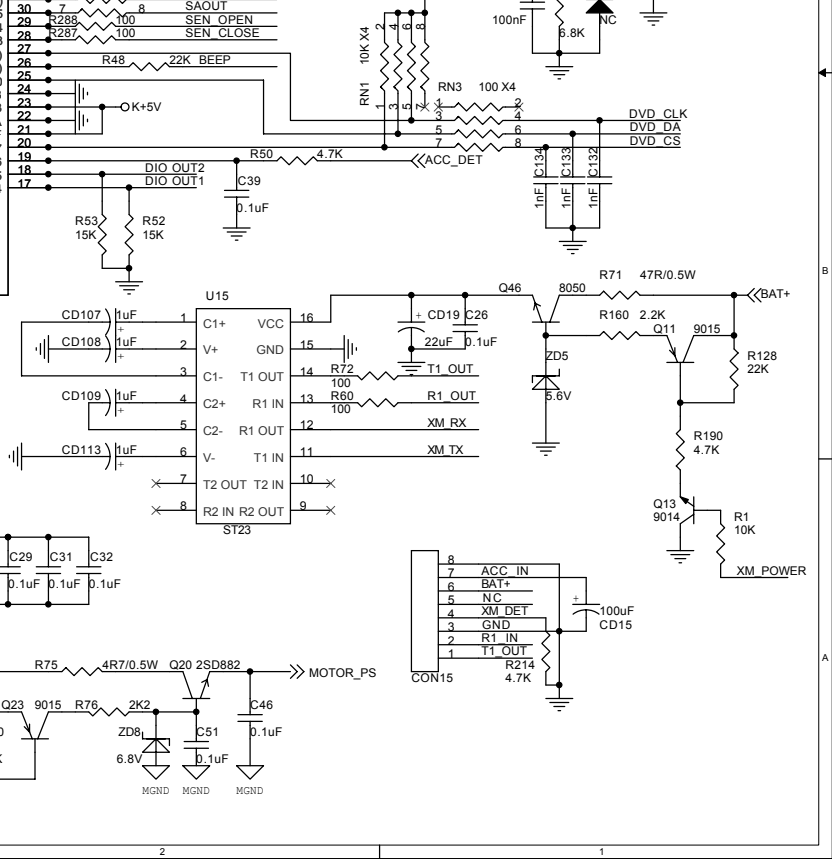 30 7 8 SAOUT
29 R288 100 SEN_OPEN
28 R287 100 SEN_CLOSE
27
26 R48 22K BEEP
25
24
23 K+5V
22
21
20
19 R50 4.7K ACC_DET
18 DIO OUT2
17 DIO OUT1
C39
0.1uF
R53
15K
R52
15K
2 4 6 8
10K X4
RN1
1 3 5 7
RN3 100 X4
1 2
3 4 DVD_CLK
5 6 DVD_DA
7 8 DVD_CS
C134 C133 C132
1nF 1nF 1nF
100nF
6.8K
NC
B
U15
CD107 1uF 1 C1+ VCC 16
CD108 1uF 2 V+ GND 15
3 C1- T1 OUT 14 R72 100 T1_OUT
CD109 1uF 4 C2+ R1 IN 13 R60 100 R1_OUT
5 C2- R1 OUT 12 XM_RX
CD113 1uF 6 V- T1 IN 11 XM_TX
7 T2 OUT T2 IN 10
8 R2 IN R2 OUT 9
ST23
+ CD19 C26
22uF 0.1uF
Q46 8050 R71 47R/0.5W BAT+
R160 2.2K Q11 9015
ZD5
5.6V
R128
22K
R190
4.7K
Q13
9014
R1
10K
XM_POWER
C29 C31 C32
0.1uF 0.1uF 0.1uF
8
7 ACC_IN
6 BAT+
5 NC
4 XM_DET
3 GND
2 R1_IN
1 T1_OUT
CON15
R214
4.7K
+ 100uF
CD15
A
R75 4R7/0.5W Q20 2SD882 MOTOR_PS
Q23 9015 R76 2K2
ZD8
6.8V
C51
0.1uF
C46
0.1uF
MGND MGND MGND
2 1